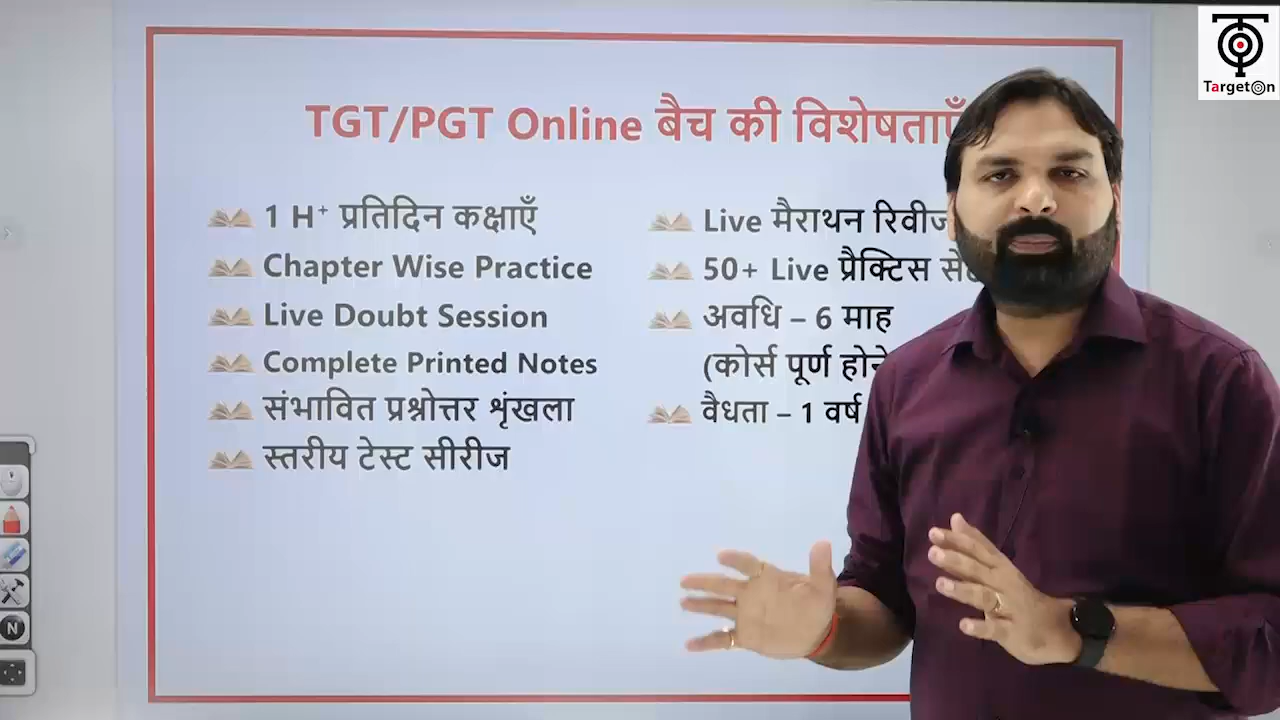 TGT/PGT Online बैच की विशेषताएँ
1 H⁺ प्रतिदिन कक्षाएँ
Chapter Wise Practice
Live Doubt Session
Complete Printed Notes
संभावित प्रश्नोत्तर शृंखला
स्तरीय टेस्ट सीरीज
Live मैराथन
50+ Live प्रैक्टिस
अवधि – 6 माह
(कोर्स पूर्ण
वैधता – 1 वर्ष
TargetOn
N